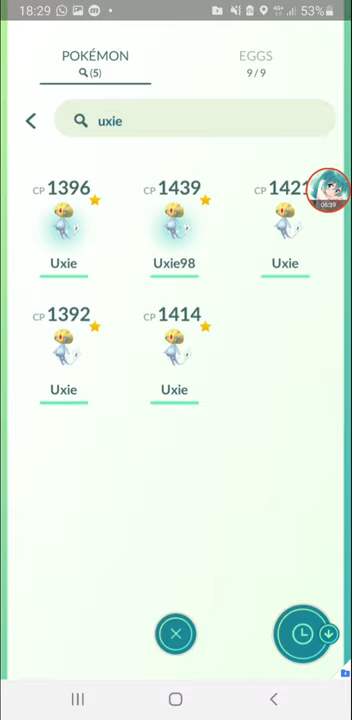 18:29 4G+ 53%
POKÉMON EGGS
(5) 9/9
uxie
CP 1396 CP 1439 CP 1421
05:39
Uxie Uxie98 Uxie
CP 1392 CP 1414
Uxie Uxie